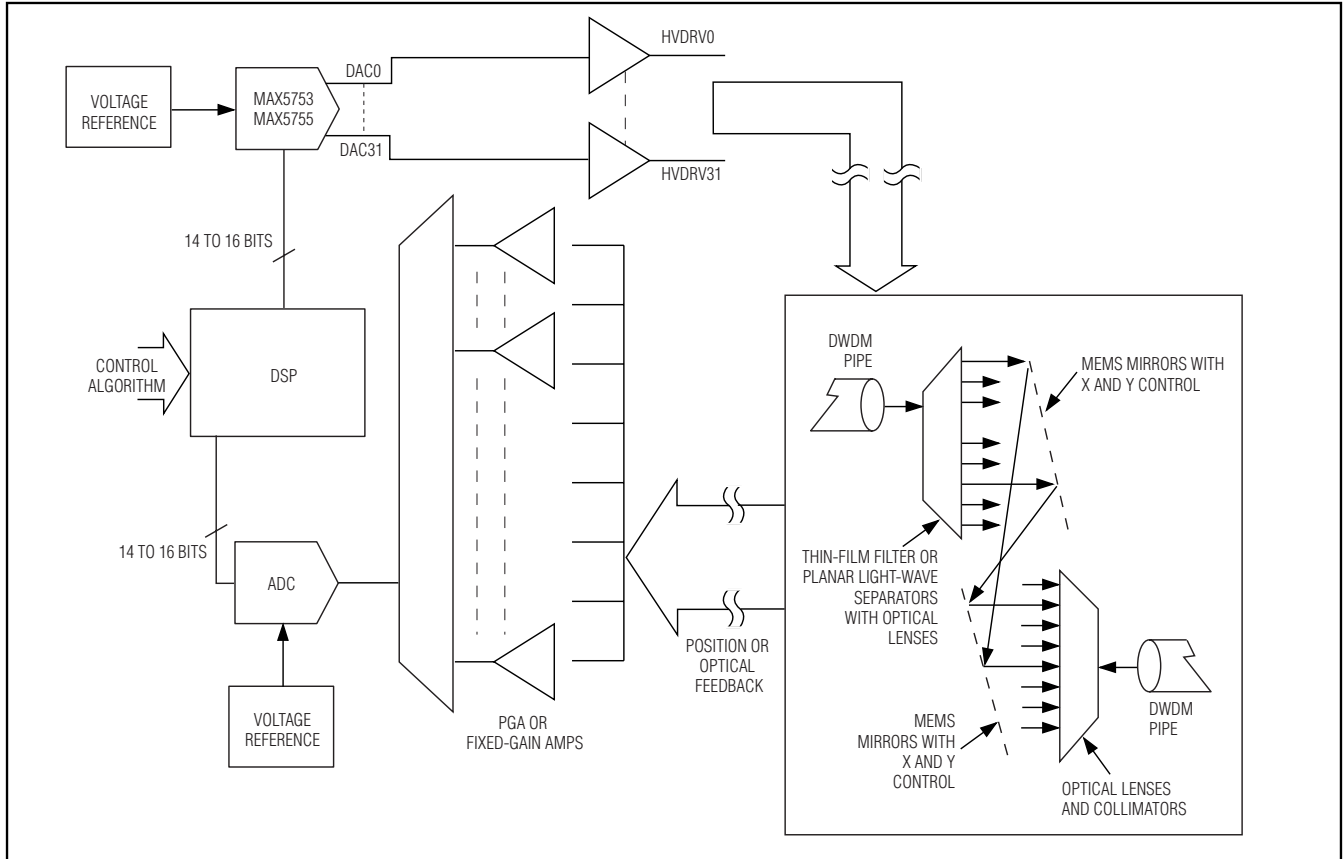 VOLTAGE
REFERENCE
MAX5753
MAX5755
DAC0
DAC31
HVDRV0
HVDRV31
14 TO 16 BITS
CONTROL
ALGORITHM
DSP
14 TO 16 BITS
ADC
VOLTAGE
REFERENCE
PGA OR
FIXED-GAIN AMPS
POSITION OR
OPTICAL
FEEDBACK
DWDM
PIPE
MEMS MIRRORS WITH
X AND Y CONTROL
THIN-FILM FILTER OR
PLANAR LIGHT-WAVE
SEPARATORS
WITH OPTICAL
LENSES
MEMS
MIRRORS WITH
X AND Y
CONTROL
DWDM
PIPE
OPTICAL LENSES
AND COLLIMATORS